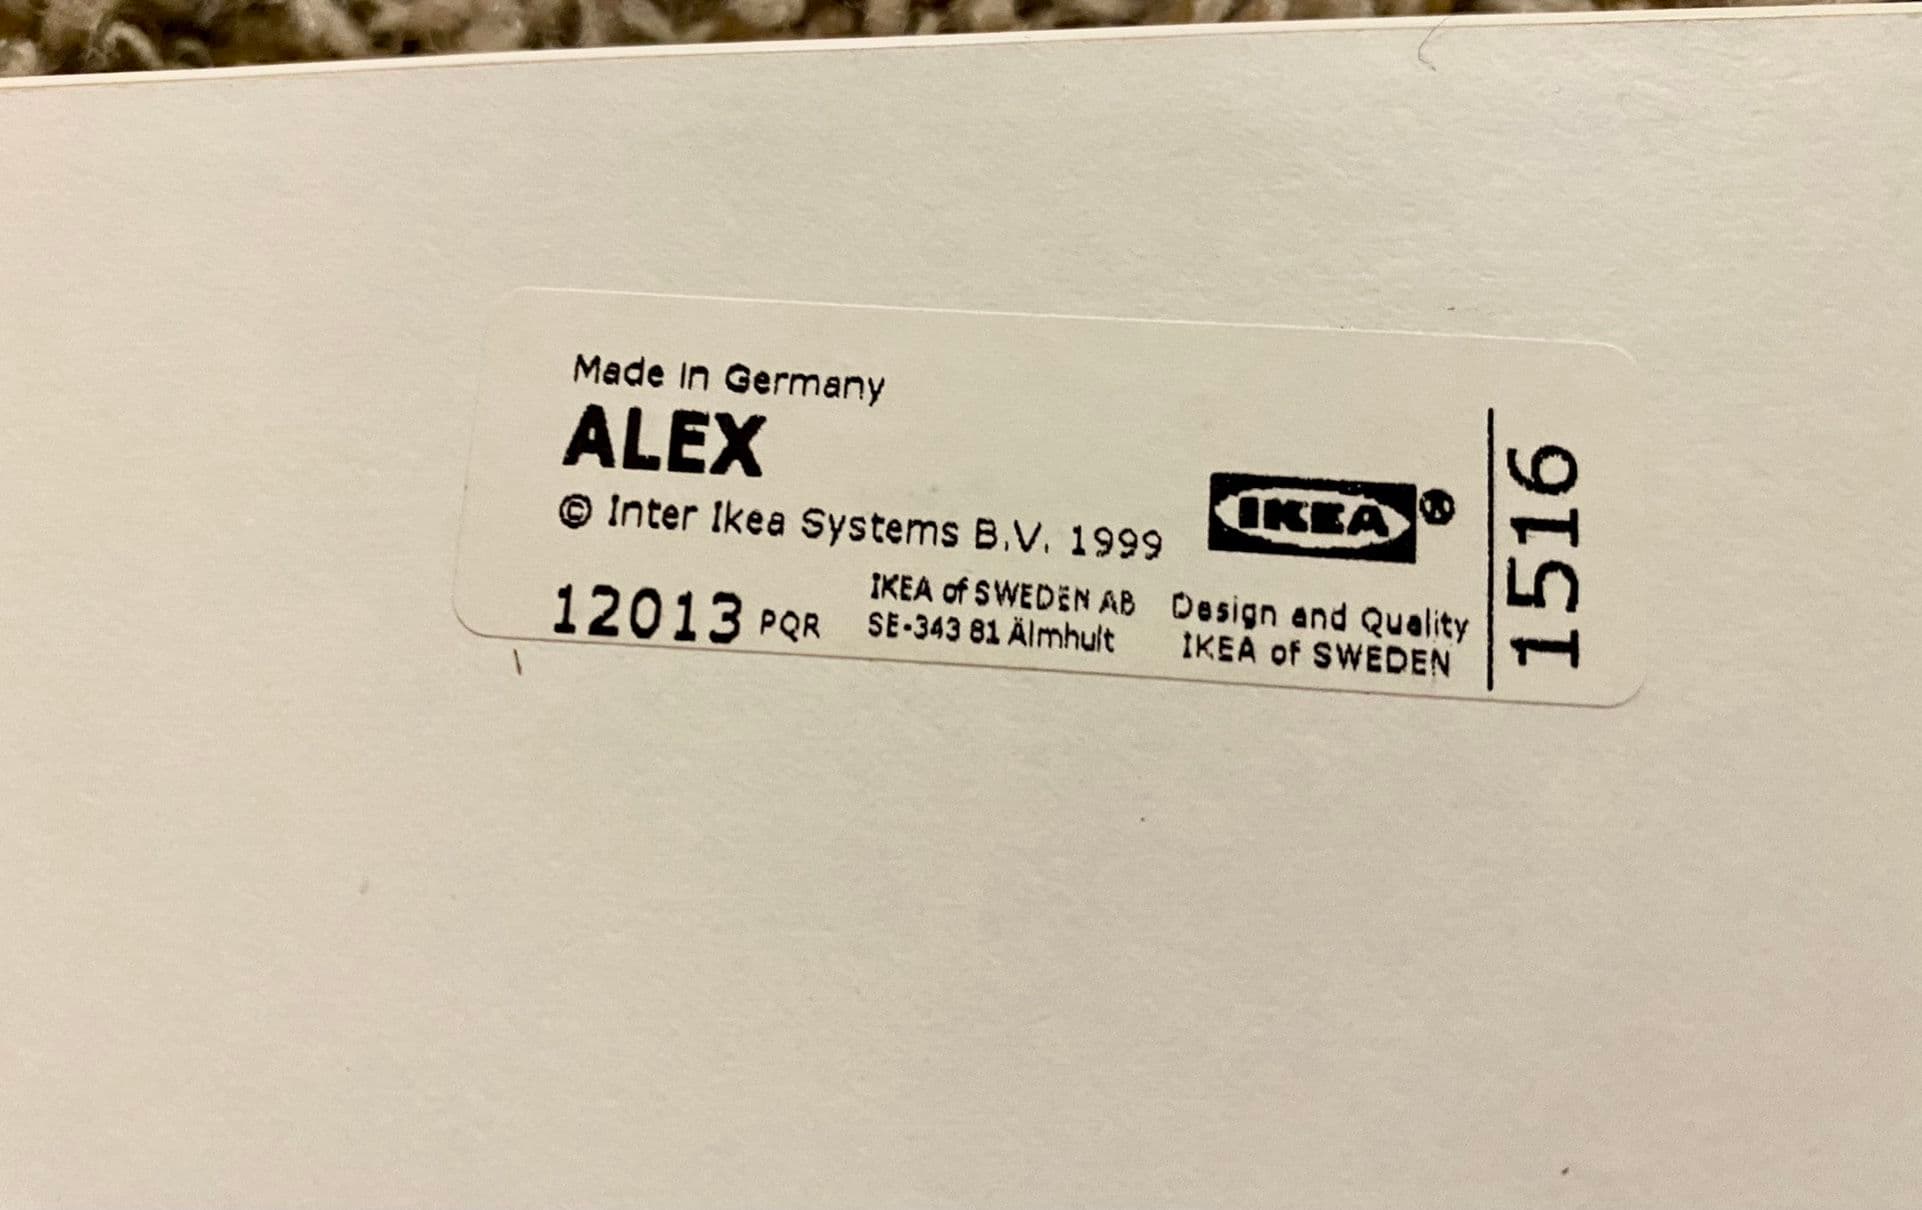 Made in Germany
ALEX
© Inter Ikea Systems B.V. 1999
IKEA®
12013 PQR
IKEA of SWEDEN AB
SE-343 81 Älmhult
Design and Quality
IKEA of SWEDEN
1516